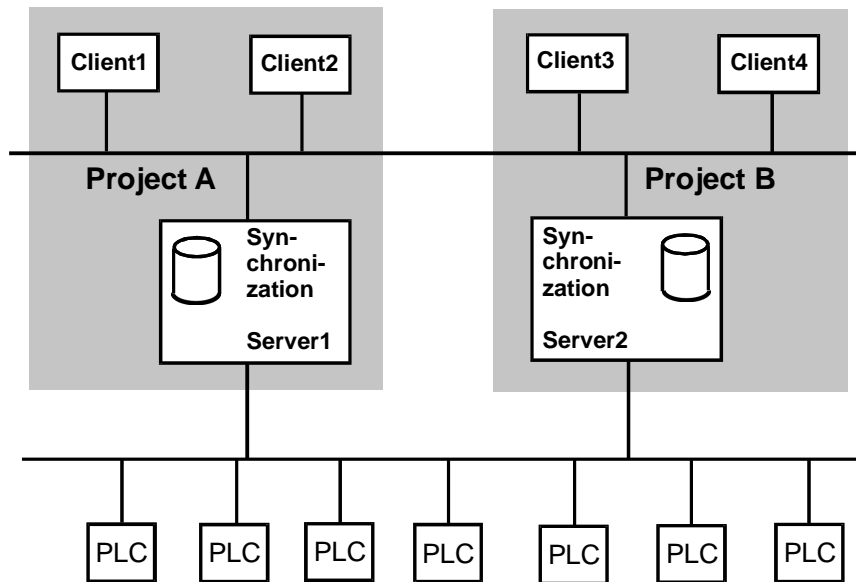 Client1
Client2
Client3
Client4
Project A
Project B
Syn-
chroni-
zation
Server1
Syn-
chroni-
zation
Server2
PLC
PLC
PLC
PLC
PLC
PLC
PLC